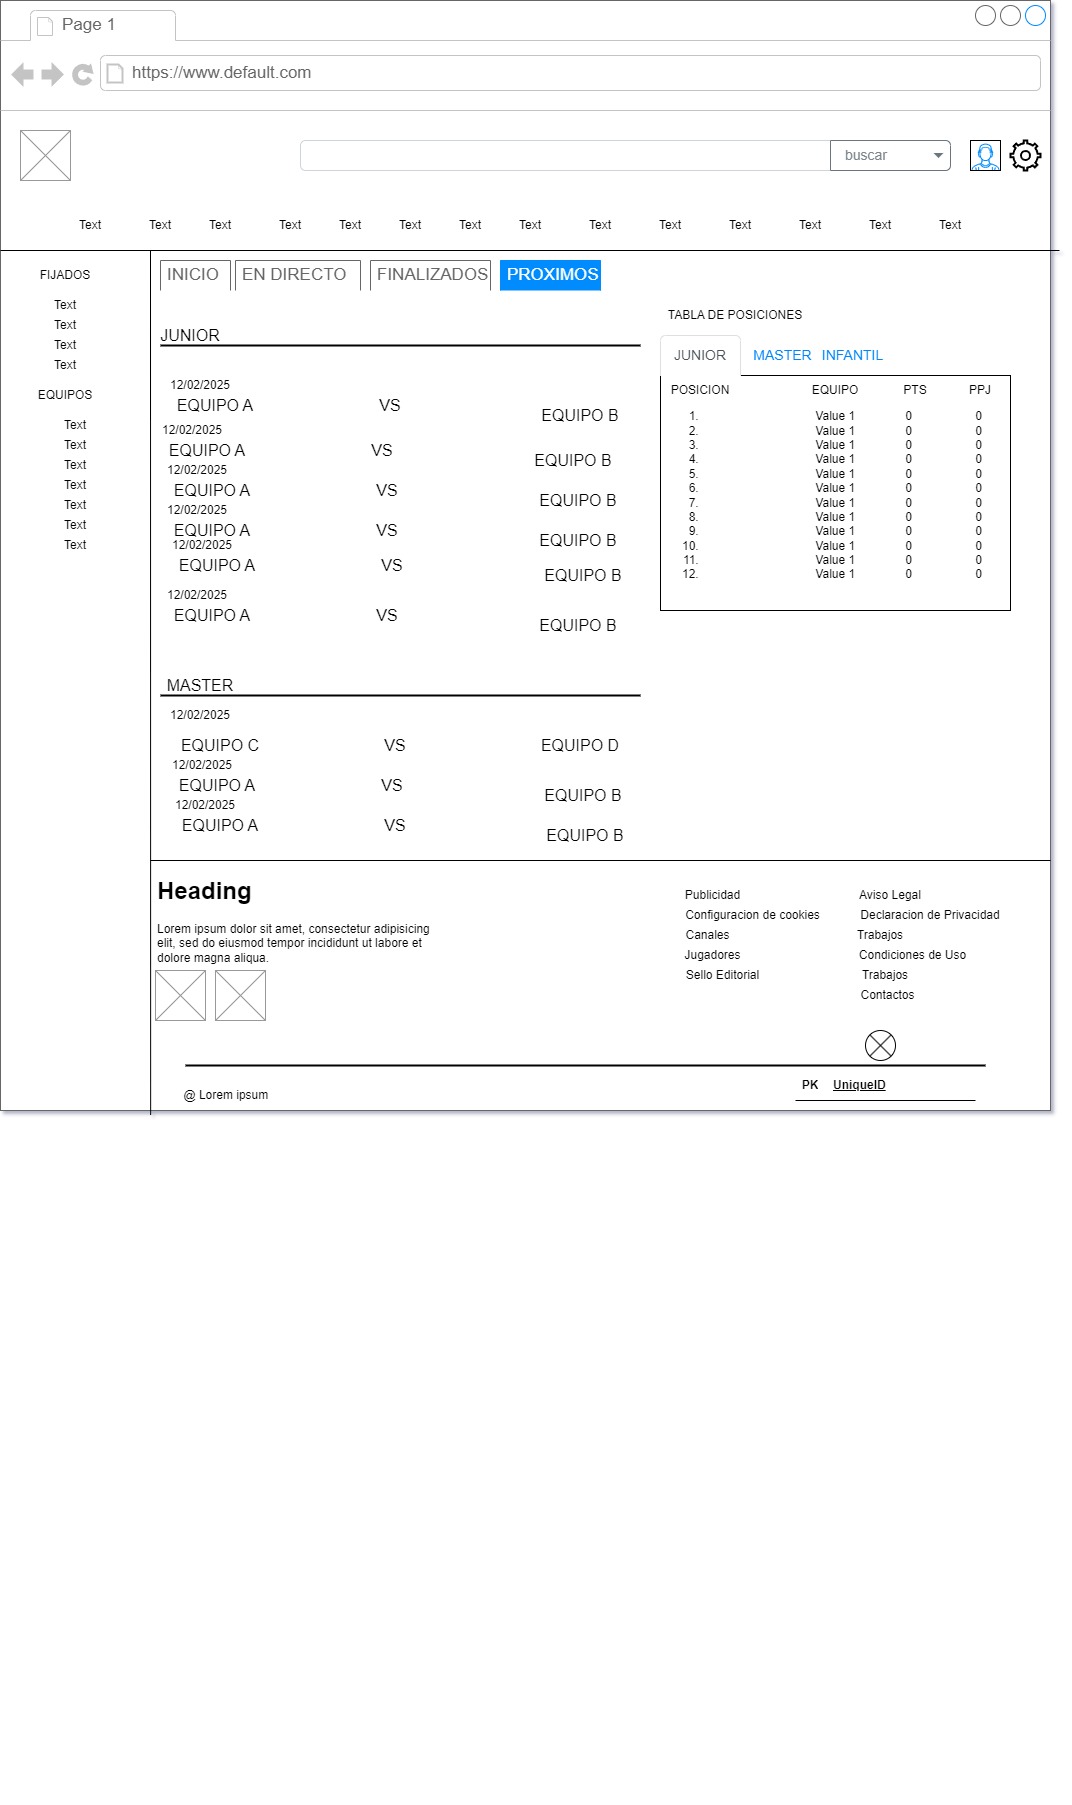 Page 1
https://www.default.com
buscar
Text Text Text Text Text Text Text Text Text Text Text Text Text Text
FIJADOS
Text
Text
Text
Text
EQUIPOS
Text
Text
Text
Text
Text
Text
Text
INICIO EN DIRECTO FINALIZADOS PROXIMOS
JUNIOR
12/02/2025
EQUIPO A VS EQUIPO B
12/02/2025
EQUIPO A VS EQUIPO B
12/02/2025
EQUIPO A VS EQUIPO B
12/02/2025
EQUIPO A VS EQUIPO B
12/02/2025
EQUIPO A VS EQUIPO B
12/02/2025
EQUIPO A VS EQUIPO B
MASTER
12/02/2025
EQUIPO C VS EQUIPO D
12/02/2025
EQUIPO A VS EQUIPO B
12/02/2025
EQUIPO A VS EQUIPO B
TABLA DE POSICIONES
JUNIOR MASTER INFANTIL
POSICION EQUIPO PTS PPJ
1. Value 1 0 0
2. Value 1 0 0
3. Value 1 0 0
4. Value 1 0 0
5. Value 1 0 0
6. Value 1 0 0
7. Value 1 0 0
8. Value 1 0 0
9. Value 1 0 0
10. Value 1 0 0
11. Value 1 0 0
12. Value 1 0 0
Heading
Lorem ipsum dolor sit amet, consectetur adipisicing
elit, sed do eiusmod tempor incididunt ut labore et
dolore magna aliqua.
Publicidad
Configuracion de cookies
Canales
Jugadores
Sello Editorial
Aviso Legal
Declaracion de Privacidad
Trabajos
Condiciones de Uso
Trabajos
Contactos
@ Lorem ipsum
PK UniqueID